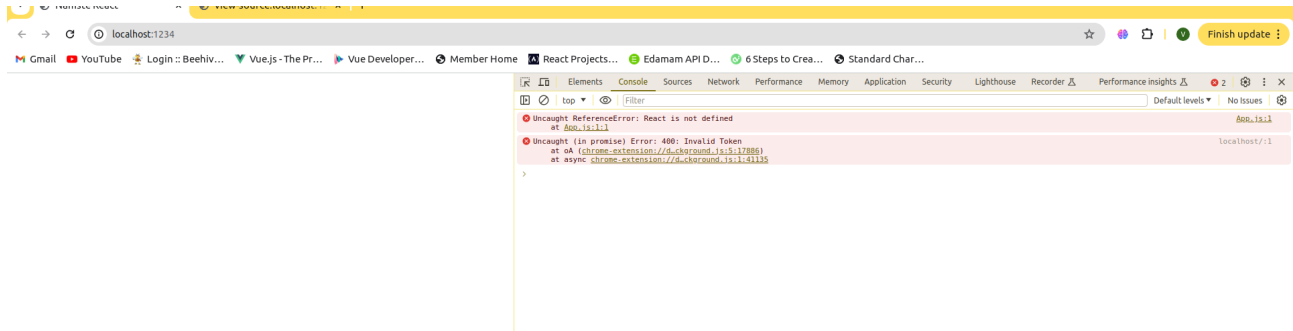 Namste React × view-source:localhost:1 × +
localhost:1234 V Finish update
Gmail YouTube Login :: Beehiv... Vue.js - The Pr... Vue Developer... Member Home React Projects... Edamam API D... 6 Steps to Crea... Standard Char...
Elements Console Sources Network Performance Memory Application Security Lighthouse Recorder Performance insights 2
top Filter Default levels No Issues
Uncaught ReferenceError: React is not defined App.js:1
at App.js:1:1
Uncaught (in promise) Error: 400: Invalid Token localhost/:1
at oA (chrome-extension://d…ckground.js:5:17886)
at async chrome-extension://d…ckground.js:1:41135